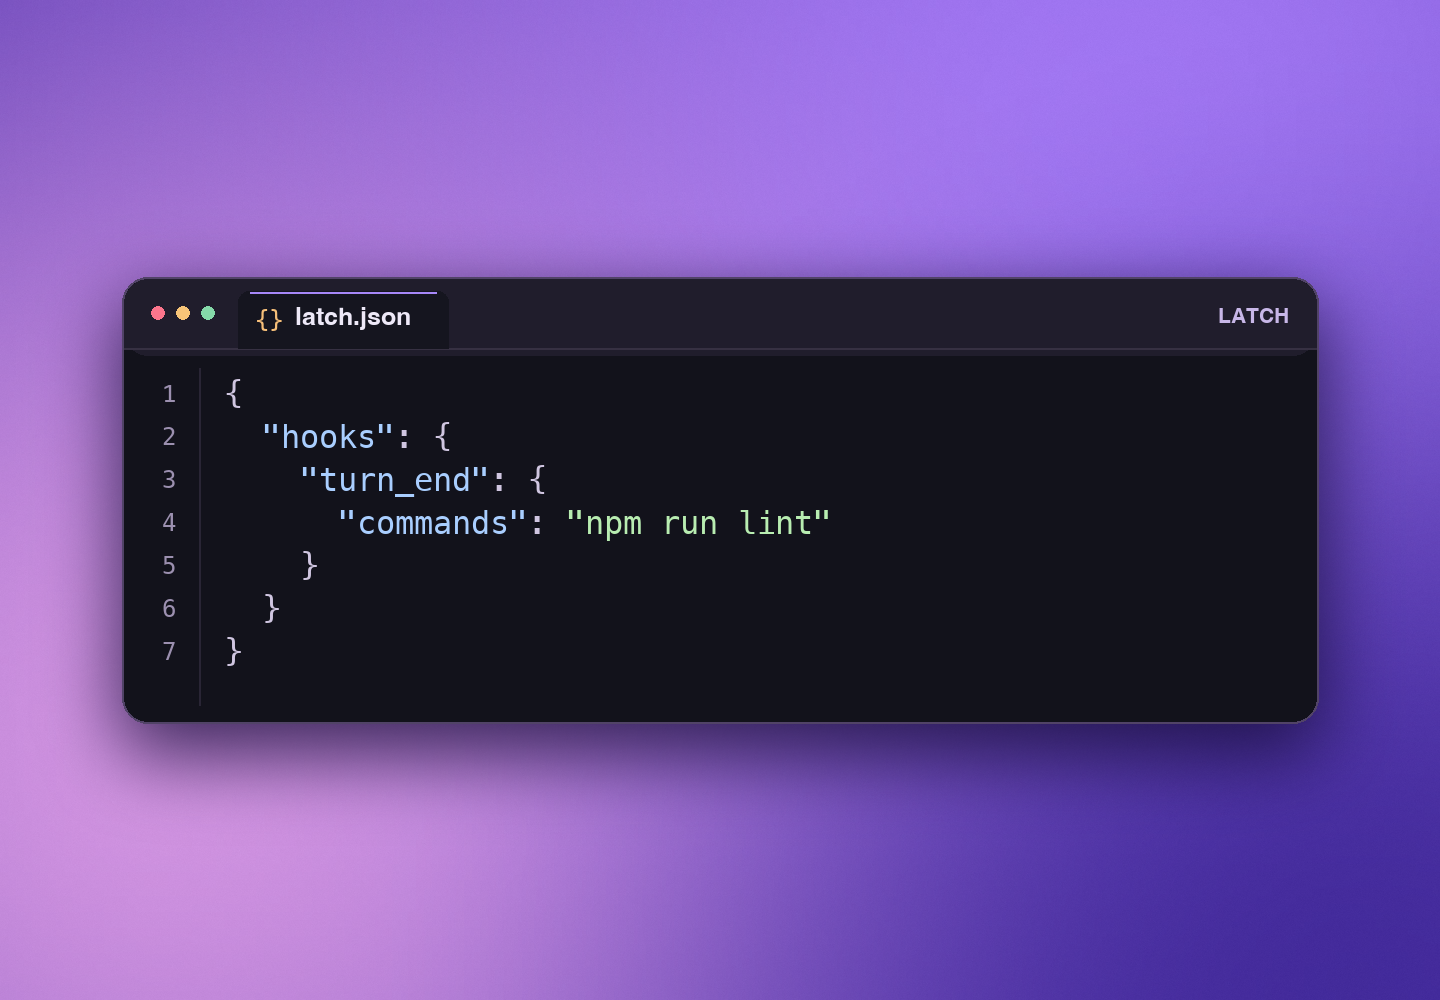 {} latch.json
LATCH
1 {
2   "hooks": {
3     "turn_end": {
4       "commands": "npm run lint"
5     }
6   }
7 }